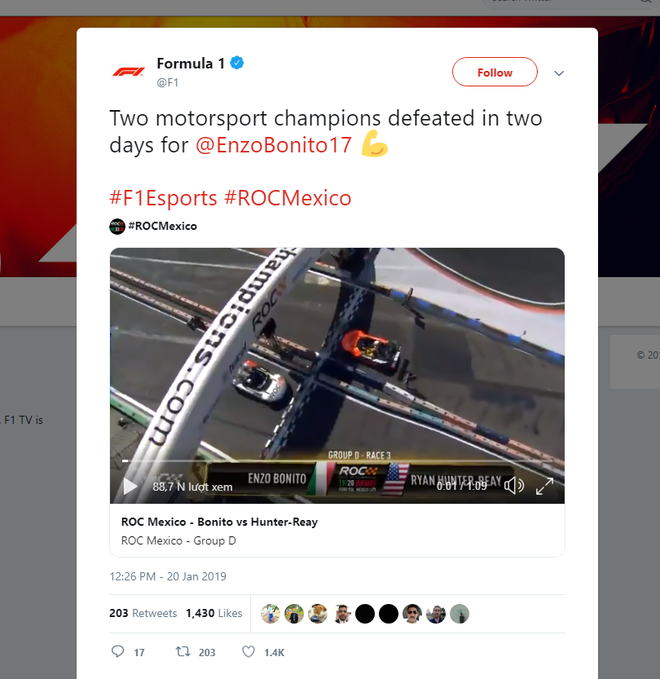 Formula 1
@F1
Follow
Two motorsport champions defeated in two
days for @EnzoBonito17
#F1Esports #ROCMexico
#ROCMexico
champions.com
ROC
GROUP D - RACE 3
ENZO BONITO
ROC
RYAN HUNTER-REAY
88,7 N lượt xem
0:01 / 1:09
ROC Mexico - Bonito vs Hunter-Reay
ROC Mexico - Group D
12:26 PM - 20 Jan 2019
203 Retweets 1,430 Likes
17 203 1.4K
F1 TV is
© 20